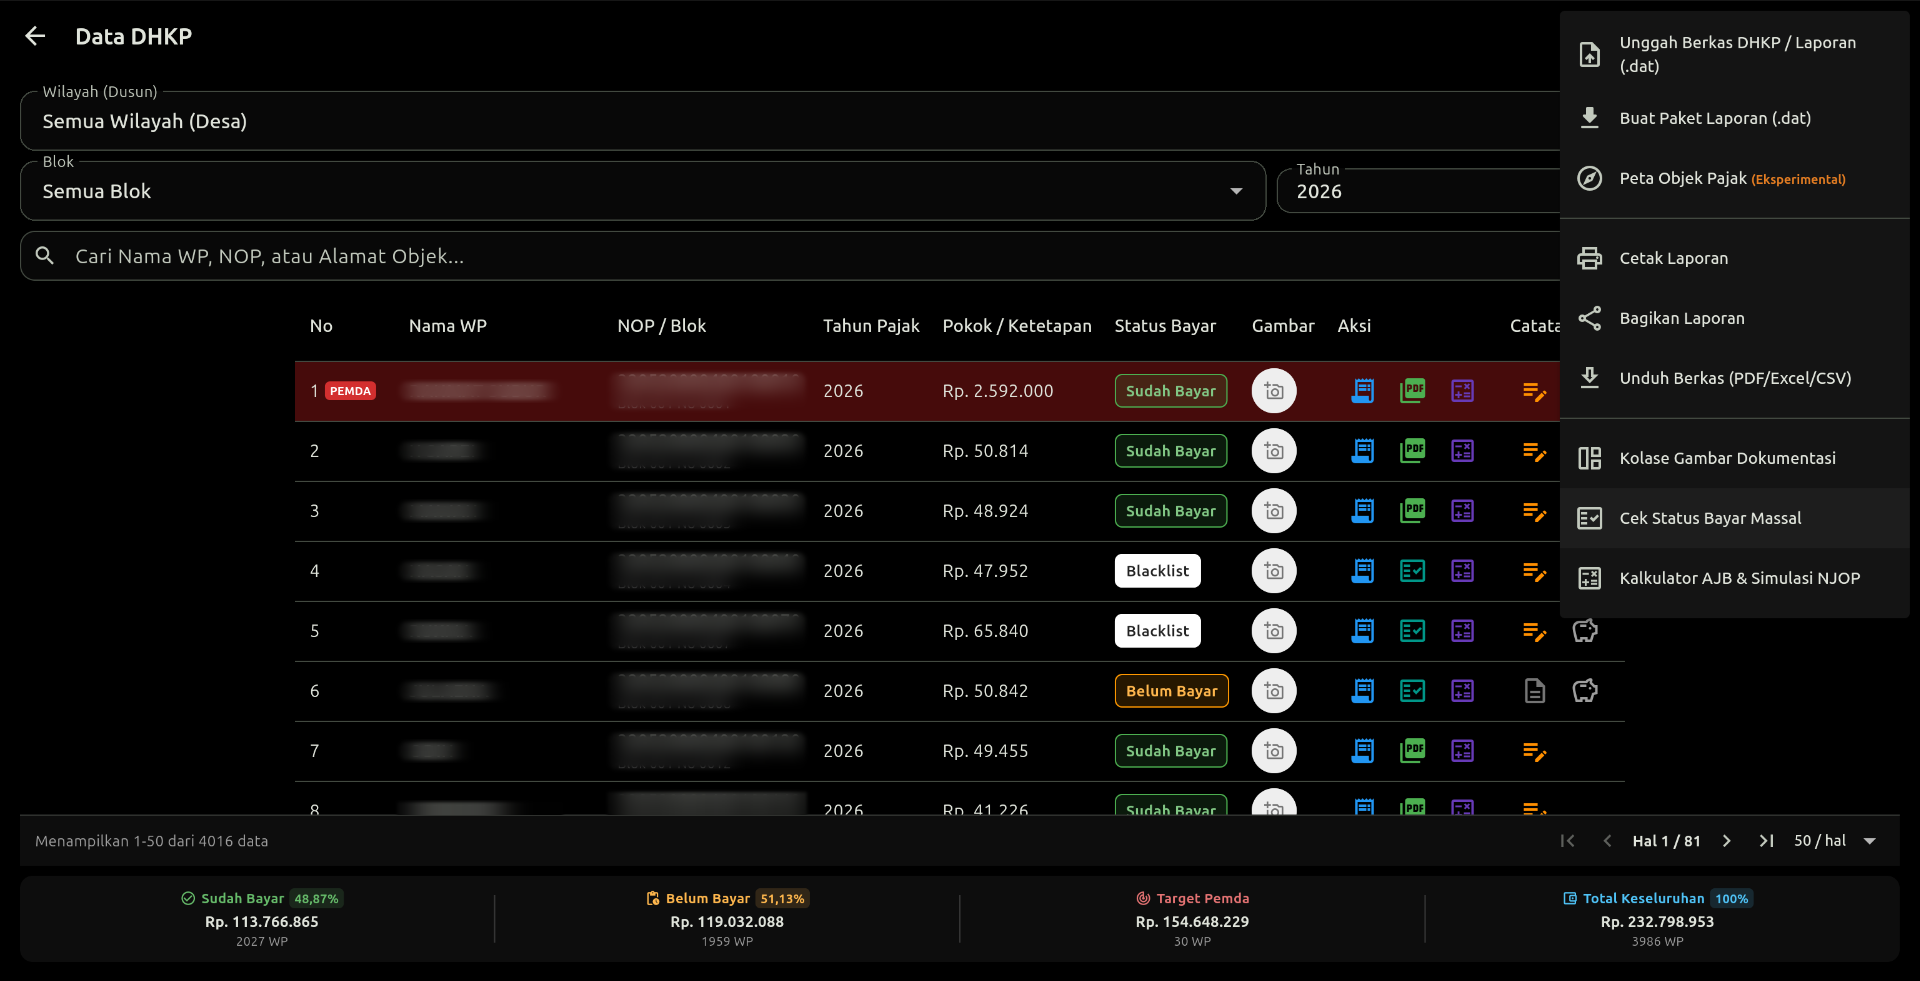 Data DHKP
Wilayah (Dusun)
Semua Wilayah (Desa)
Blok
Semua Blok
Tahun
2026
Cari Nama WP, NOP, atau Alamat Objek...
No Nama WP NOP / Blok Tahun Pajak Pokok / Ketetapan Status Bayar Gambar Aksi
1 PEMDA 2026 Rp. 2.592.000 Sudah Bayar
2 2026 Rp. 50.814 Sudah Bayar
3 2026 Rp. 48.924 Sudah Bayar
4 2026 Rp. 47.952 Blacklist
5 2026 Rp. 65.840 Blacklist
6 2026 Rp. 50.842 Belum Bayar
7 2026 Rp. 49.455 Sudah Bayar
8 2026 Rp. 41.226 Sudah Bayar
Unggah Berkas DHKP / Laporan
(.dat)
Buat Paket Laporan (.dat)
Peta Objek Pajak (Eksperimental)
Cetak Laporan
Bagikan Laporan
Unduh Berkas (PDF/Excel/CSV)
Kolase Gambar Dokumentasi
Cek Status Bayar Massal
Kalkulator AJB & Simulasi NJOP
Menampilkan 1-50 dari 4016 data
Hal 1 / 81
50 / hal
Sudah Bayar 48,87%
Rp. 113.766.865
2027 WP
Belum Bayar 51,13%
Rp. 119.032.088
1959 WP
Target Pemda
Rp. 154.648.229
30 WP
Total Keseluruhan 100%
Rp. 232.798.953
3986 WP